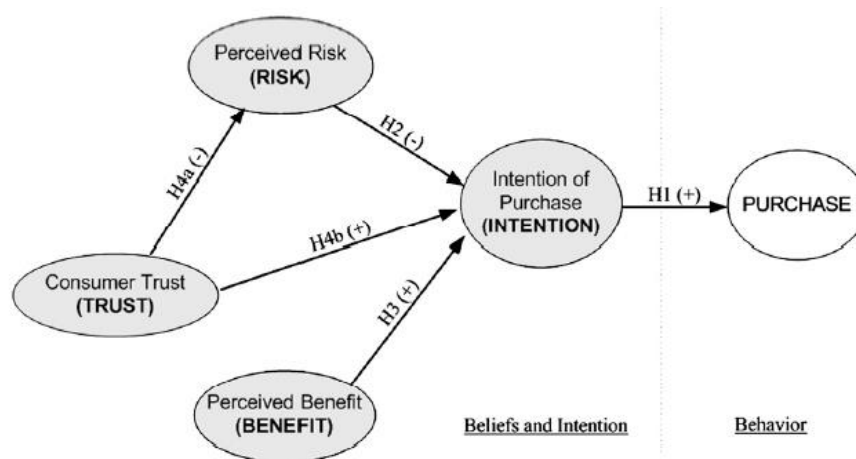 Perceived Risk
(RISK)
H4a (-)
H2 (-)
Intention of
Purchase
(INTENTION)
H1 (+)
PURCHASE
H4b (+)
Consumer Trust
(TRUST)
H3 (+)
Perceived Benefit
(BENEFIT)
Beliefs and Intention
Behavior